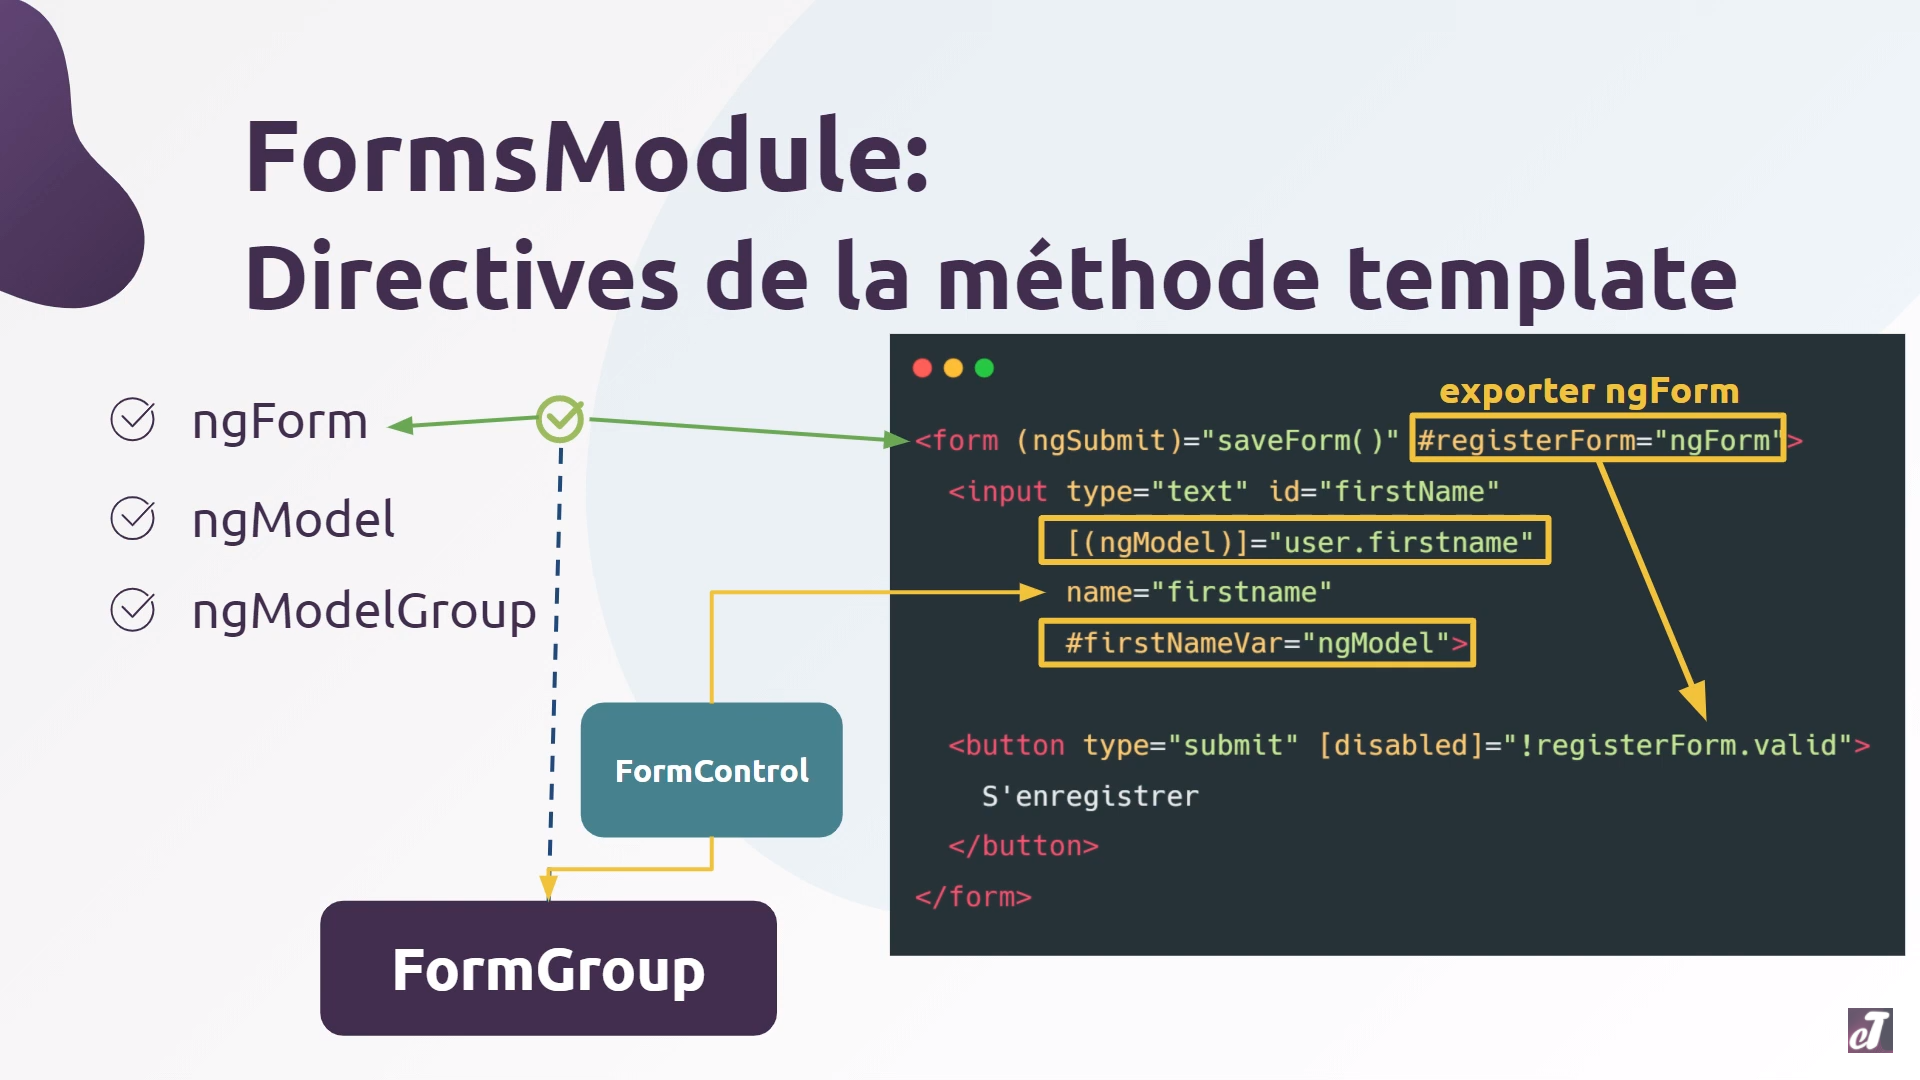 FormsModule:
Directives de la méthode template
ngForm
ngModel
ngModelGroup
exporter ngForm
<form (ngSubmit)="saveForm()" #registerForm="ngForm">
<input type="text" id="firstName"
[(ngModel)]="user.firstname"
name="firstname"
#firstNameVar="ngModel">
<button type="submit" [disabled]="!registerForm.valid">
S'enregistrer
</button>
</form>
FormControl
FormGroup
eT